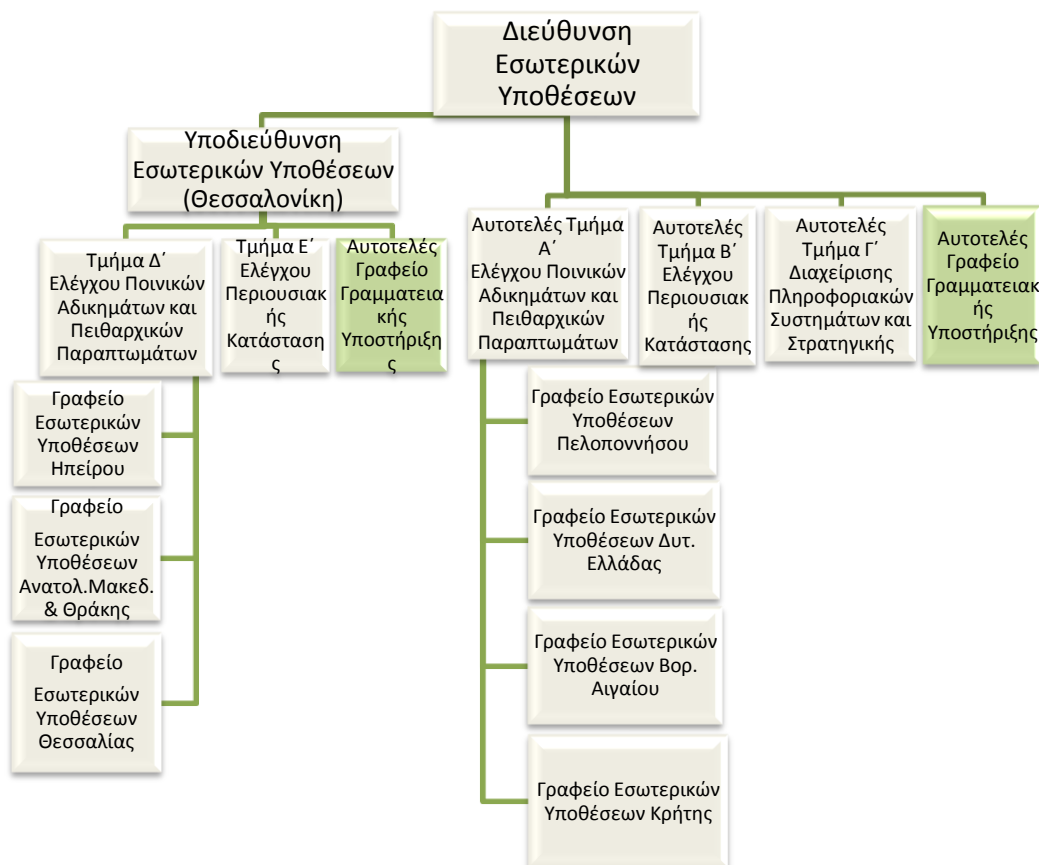 Διεύθυνση
Εσωτερικών
Υποθέσεων
Υποδιεύθυνση
Εσωτερικών Υποθέσεων
(Θεσσαλονίκη)
Τμήμα Δ΄
Ελέγχου Ποινικών
Αδικημάτων και
Πειθαρχικών
Παραπτωμάτων
Τμήμα Ε΄
Ελέγχου
Περιουσιακ
ής
Κατάσταση
ς
Αυτοτελές
Γραφείο
Γραμματεια
κής
Υποστήριξη
ς
Αυτοτελές Τμήμα
Α΄
Ελέγχου Ποινικών
Αδικημάτων και
Πειθαρχικών
Παραπτωμάτων
Αυτοτελές
Τμήμα Β΄
Ελέγχου
Περιουσιακ
ής
Κατάστασης
Αυτοτελές
Τμήμα Γ΄
Διαχείρισης
Πληροφοριακών
Συστημάτων και
Στρατηγικής
Αυτοτελές
Γραφείο
Γραμματειακ
ής
Υποστήριξης
Γραφείο
Εσωτερικών
Υποθέσεων
Ηπείρου
Γραφείο
Εσωτερικών
Υποθέσεων
Ανατολ.Μακεδ.
& Θράκης
Γραφείο
Εσωτερικών
Υποθέσεων
Θεσσαλίας
Γραφείο Εσωτερικών
Υποθέσεων
Πελοποννήσου
Γραφείο Εσωτερικών
Υποθέσεων Δυτ.
Ελλάδας
Γραφείο Εσωτερικών
Υποθέσεων Βορ.
Αιγαίου
Γραφείο Εσωτερικών
Υποθέσεων Κρήτης